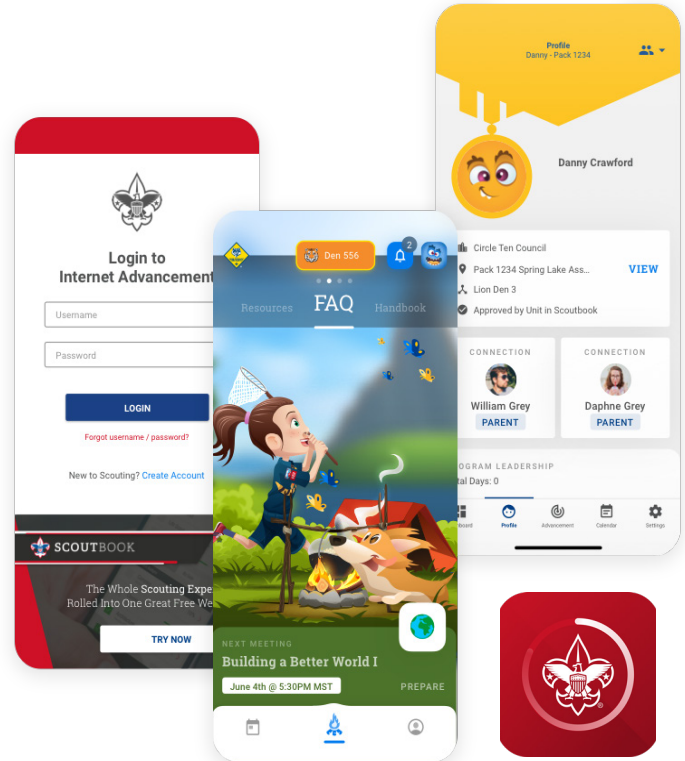 Login to
Internet Advancement
Username
Password
LOGIN
Forgot username / password?
New to Scouting? Create Account
SCOUTBOOK
The Whole Scouting Expe
Rolled Into One Great Free We
TRY NOW
Den 556
2
Resources FAQ Handbook
NEXT MEETING
Building a Better World I
June 4th @ 5:30PM MST
PREPARE
Profile
Danny - Pack 1234
Danny Crawford
Circle Ten Council
Pack 1234 Spring Lake Ass...
VIEW
Lion Den 3
Approved by Unit in Scoutbook
CONNECTION
William Grey
PARENT
CONNECTION
Daphne Grey
PARENT
OGRAM LEADERSHIP
tal Days: 0
board Profile Advancement Calendar Settings